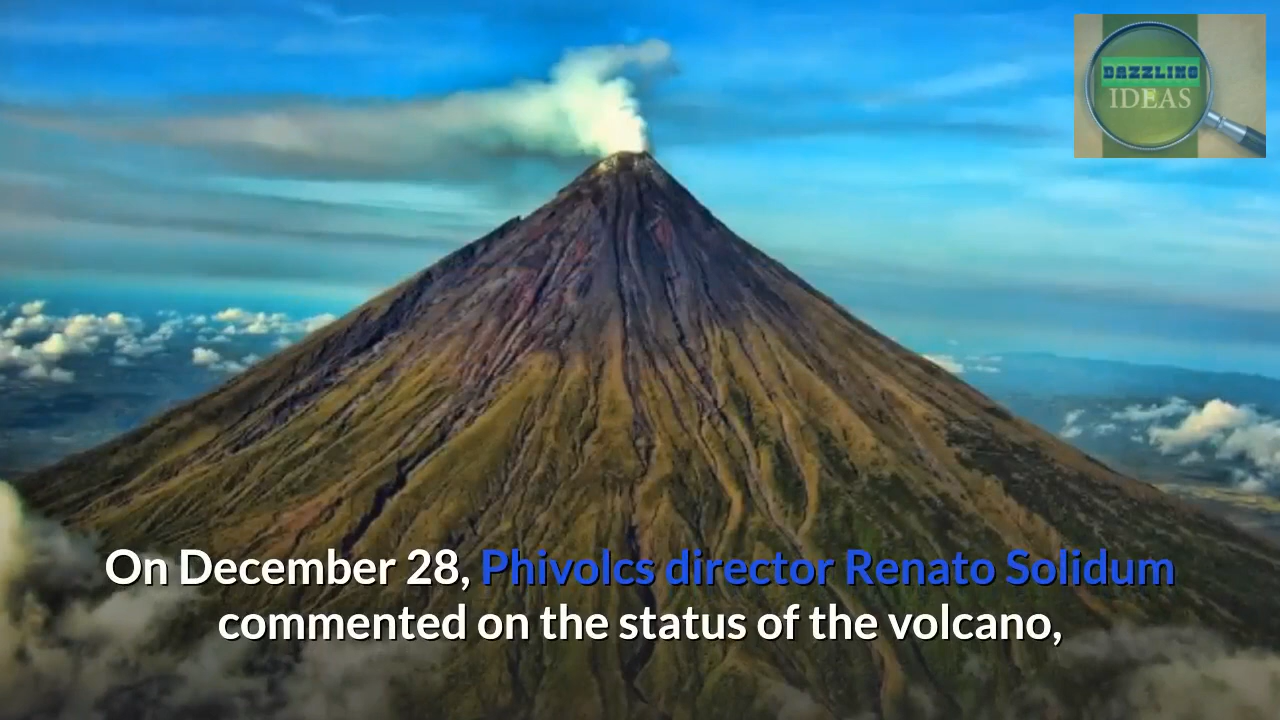 DAZZLING
IDEAS
On December 28, Phivolcs director Renato Solidum
commented on the status of the volcano,